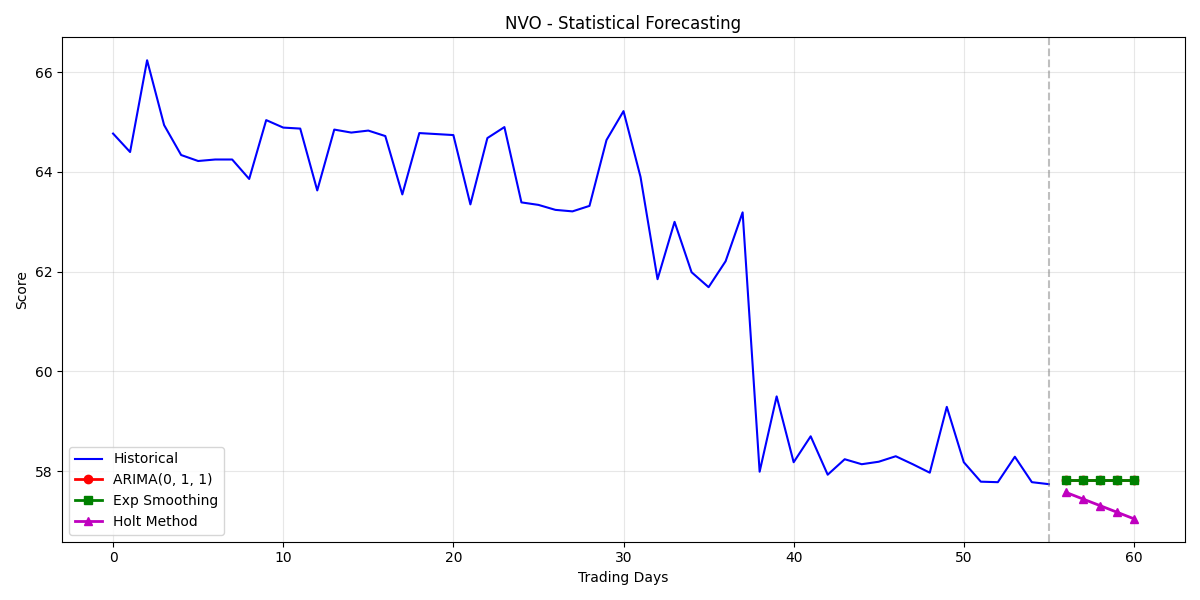 NVO - Statistical Forecasting
Score
66
64
62
60
58
Historical
ARIMA(0, 1, 1)
Exp Smoothing
Holt Method
0
10
20
30
40
50
60
Trading Days